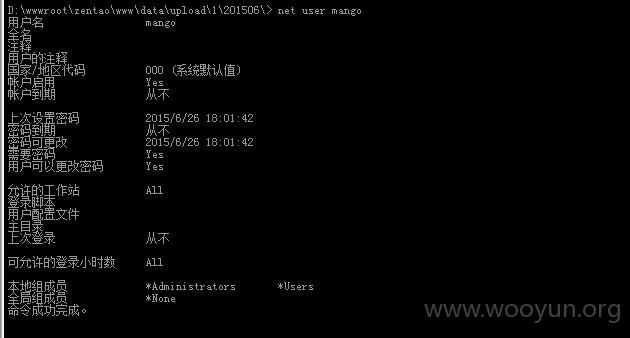 D:\wwwroot\zentao\www\data\upload\1\201506\> net user mango
用户名 mango
全名
注释
用户的注释
国家/地区代码 000 (系统默认值)
帐户启用 Yes
帐户到期 从不
上次设置密码 2015/6/26 18:01:42
密码到期 从不
密码可更改 2015/6/26 18:01:42
需要密码 Yes
用户可以更改密码 Yes
允许的工作站 All
登录脚本
用户配置文件
主目录
上次登录 从不
可允许的登录小时数 All
本地组成员 *Administrators *Users
全局组成员 *None
命令成功完成。
www.wooyun.org